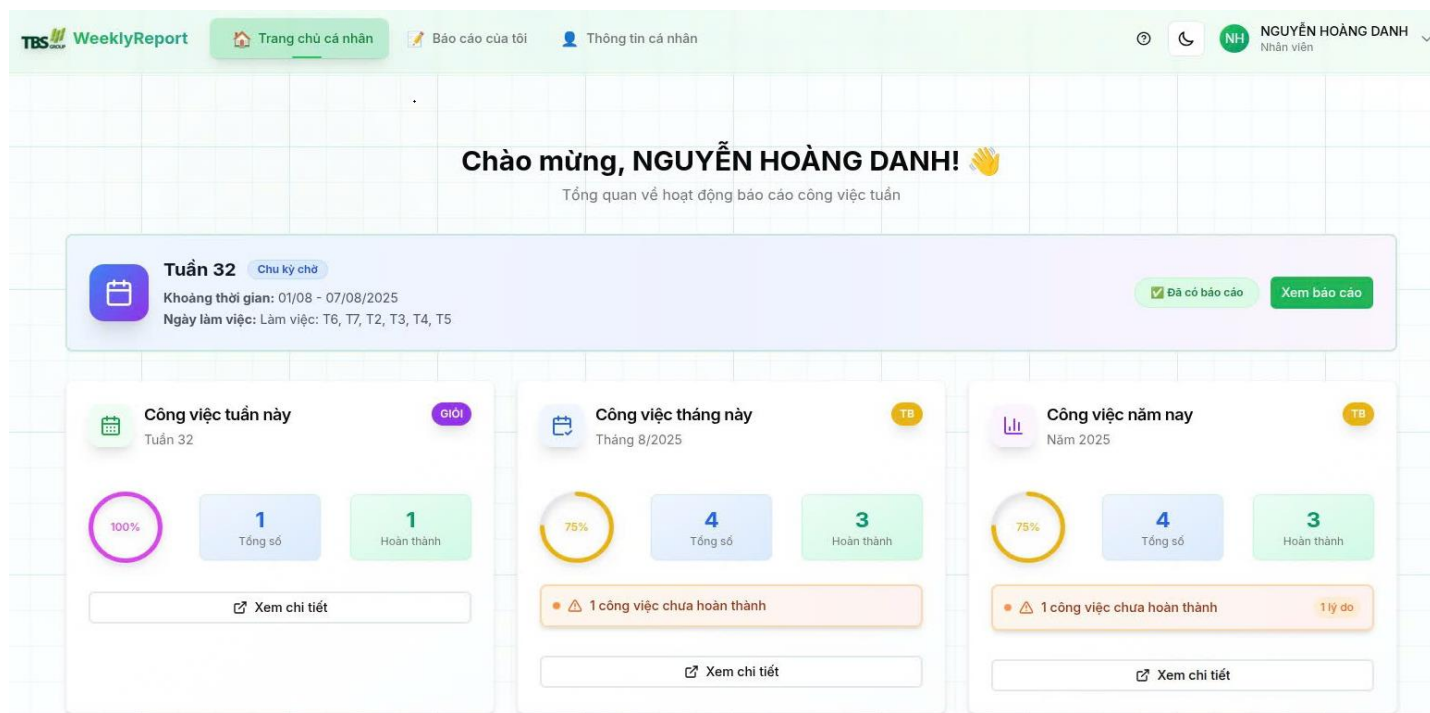 TBS GROUP WeeklyReport
Trang chủ cá nhân
Báo cáo của tôi
Thông tin cá nhân
NH
NGUYỄN HOÀNG DANH
Nhân viên
Chào mừng, NGUYỄN HOÀNG DANH! 👋
Tổng quan về hoạt động báo cáo công việc tuần
Tuần 32 Chu kỳ chờ
Khoảng thời gian: 01/08 - 07/08/2025
Ngày làm việc: Làm việc: T6, T7, T2, T3, T4, T5
✅ Đã có báo cáo
Xem báo cáo
Công việc tuần này
GIỎI
Tuần 32
100%
1
Tổng số
1
Hoàn thành
Xem chi tiết
Công việc tháng này
TB
Tháng 8/2025
75%
4
Tổng số
3
Hoàn thành
1 công việc chưa hoàn thành
Xem chi tiết
Công việc năm nay
TB
Năm 2025
75%
4
Tổng số
3
Hoàn thành
1 công việc chưa hoàn thành
1 lý do
Xem chi tiết